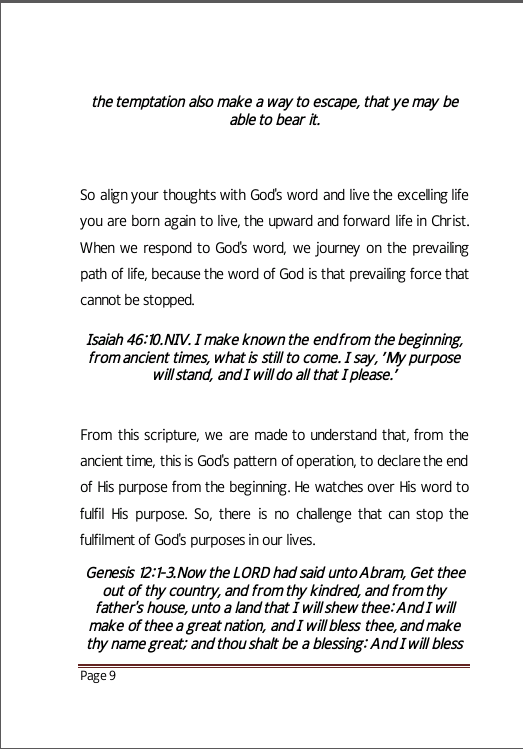 the temptation also make a way to escape, that ye may be
able to bear it.
So align your thoughts with God's word and live the excelling life
you are born again to live, the upward and forward life in Christ.
When we respond to God's word, we journey on the prevailing
path of life, because the word of God is that prevailing force that
cannot be stopped.
Isaiah 46:10.NIV. I make known the end from the beginning,
from ancient times, what is still to come. I say, 'My purpose
will stand, and I will do all that I please.'
From this scripture, we are made to understand that, from the
ancient time, this is God's pattern of operation, to declare the end
of His purpose from the beginning. He watches over His word to
fulfil His purpose. So, there is no challenge that can stop the
fulfilment of God's purposes in our lives.
Genesis 12:1-3.Now the LORD had said unto Abram, Get thee
out of thy country, and from thy kindred, and from thy
father's house, unto a land that I will shew thee: And I will
make of thee a great nation, and I will bless thee, and make
thy name great; and thou shalt be a blessing: And I will bless
Page 9